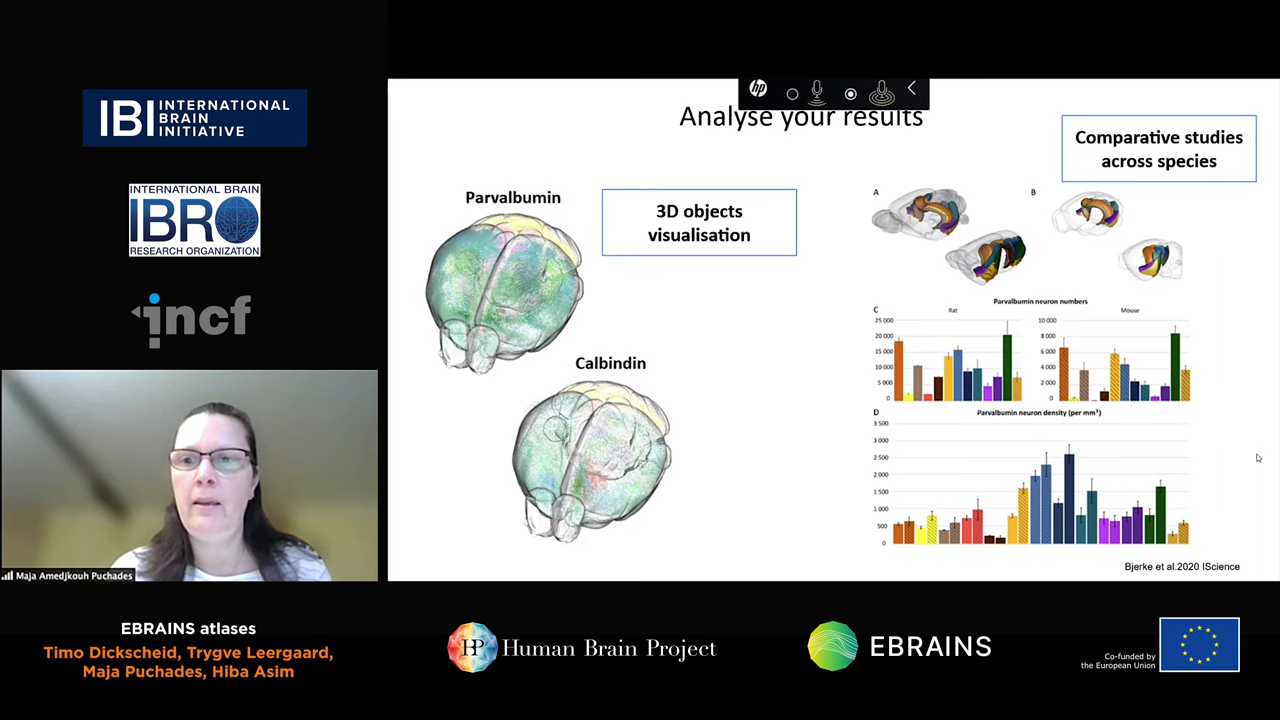 IBI INTERNATIONAL
BRAIN
INITIATIVE
INTERNATIONAL BRAIN
IBRO
RESEARCH ORGANIZATION
incf
Maja Amedjkouh Puchades
hp
Analyse your results
Comparative studies
across species
Parvalbumin
3D objects
visualisation
Calbindin
A
B
Parvalbumin neuron numbers
C
Rat
Mouse
25 000
20 000
15 000
10 000
5 000
0
10 000
8 000
6 000
4 000
2 000
0
D
Parvalbumin neuron density (per mm³)
3 500
3 000
2 500
2 000
1 500
1 000
500
0
Bjerke et al.2020 IScience
EBRAINS atlases
Timo Dickscheid, Trygve Leergaard,
Maja Puchades, Hiba Asim
HBP Human Brain Project
EBRAINS
Co-funded by
the European Union